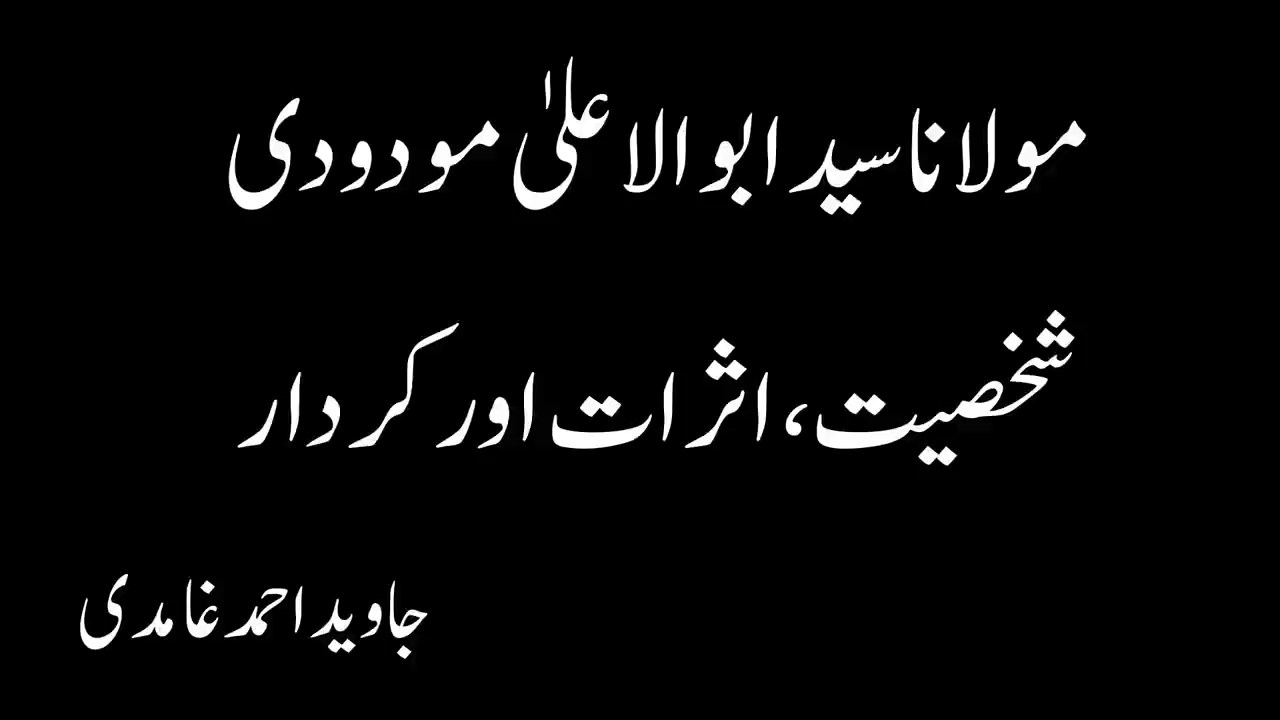 مولانا سید ابوالاعلیٰ مودودی
شخصیت، اثرات اور کردار
جاوید احمد غامدی